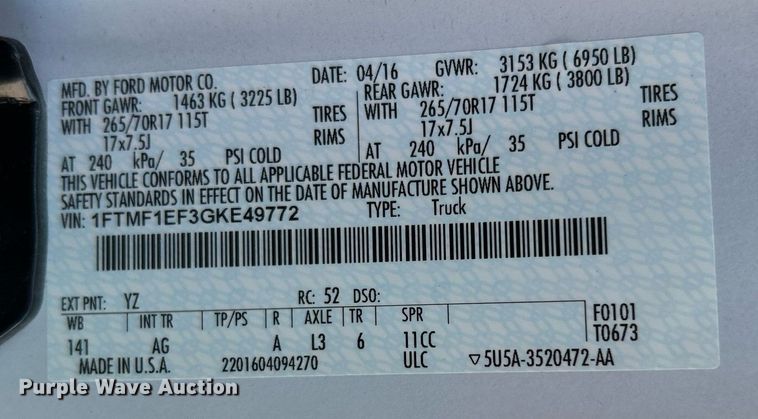 MFD. BY FORD MOTOR CO.
DATE: 04/16 GVWR: 3153 KG ( 6950 LB)
FRONT GAWR: 1463 KG ( 3225 LB)
REAR GAWR: 1724 KG ( 3800 LB)
WITH 265/70R17 115T TIRES
WITH 265/70R17 115T TIRES
17x7.5J RIMS
17x7.5J RIMS
AT 240 kPa/ 35 PSI COLD
AT 240 kPa/ 35 PSI COLD
THIS VEHICLE CONFORMS TO ALL APPLICABLE FEDERAL MOTOR VEHICLE
SAFETY STANDARDS IN EFFECT ON THE DATE OF MANUFACTURE SHOWN ABOVE.
VIN: 1FTMF1EF3GKE49772 TYPE: Truck
EXT PNT: YZ RC: 52 DSO:
WB INT TR TP/PS R AXLE TR SPR F0101
141 AG A L3 6 11CC T0673
MADE IN U.S.A. 2201604094270 ULC ▽5U5A-3520472-AA
Purple Wave Auction